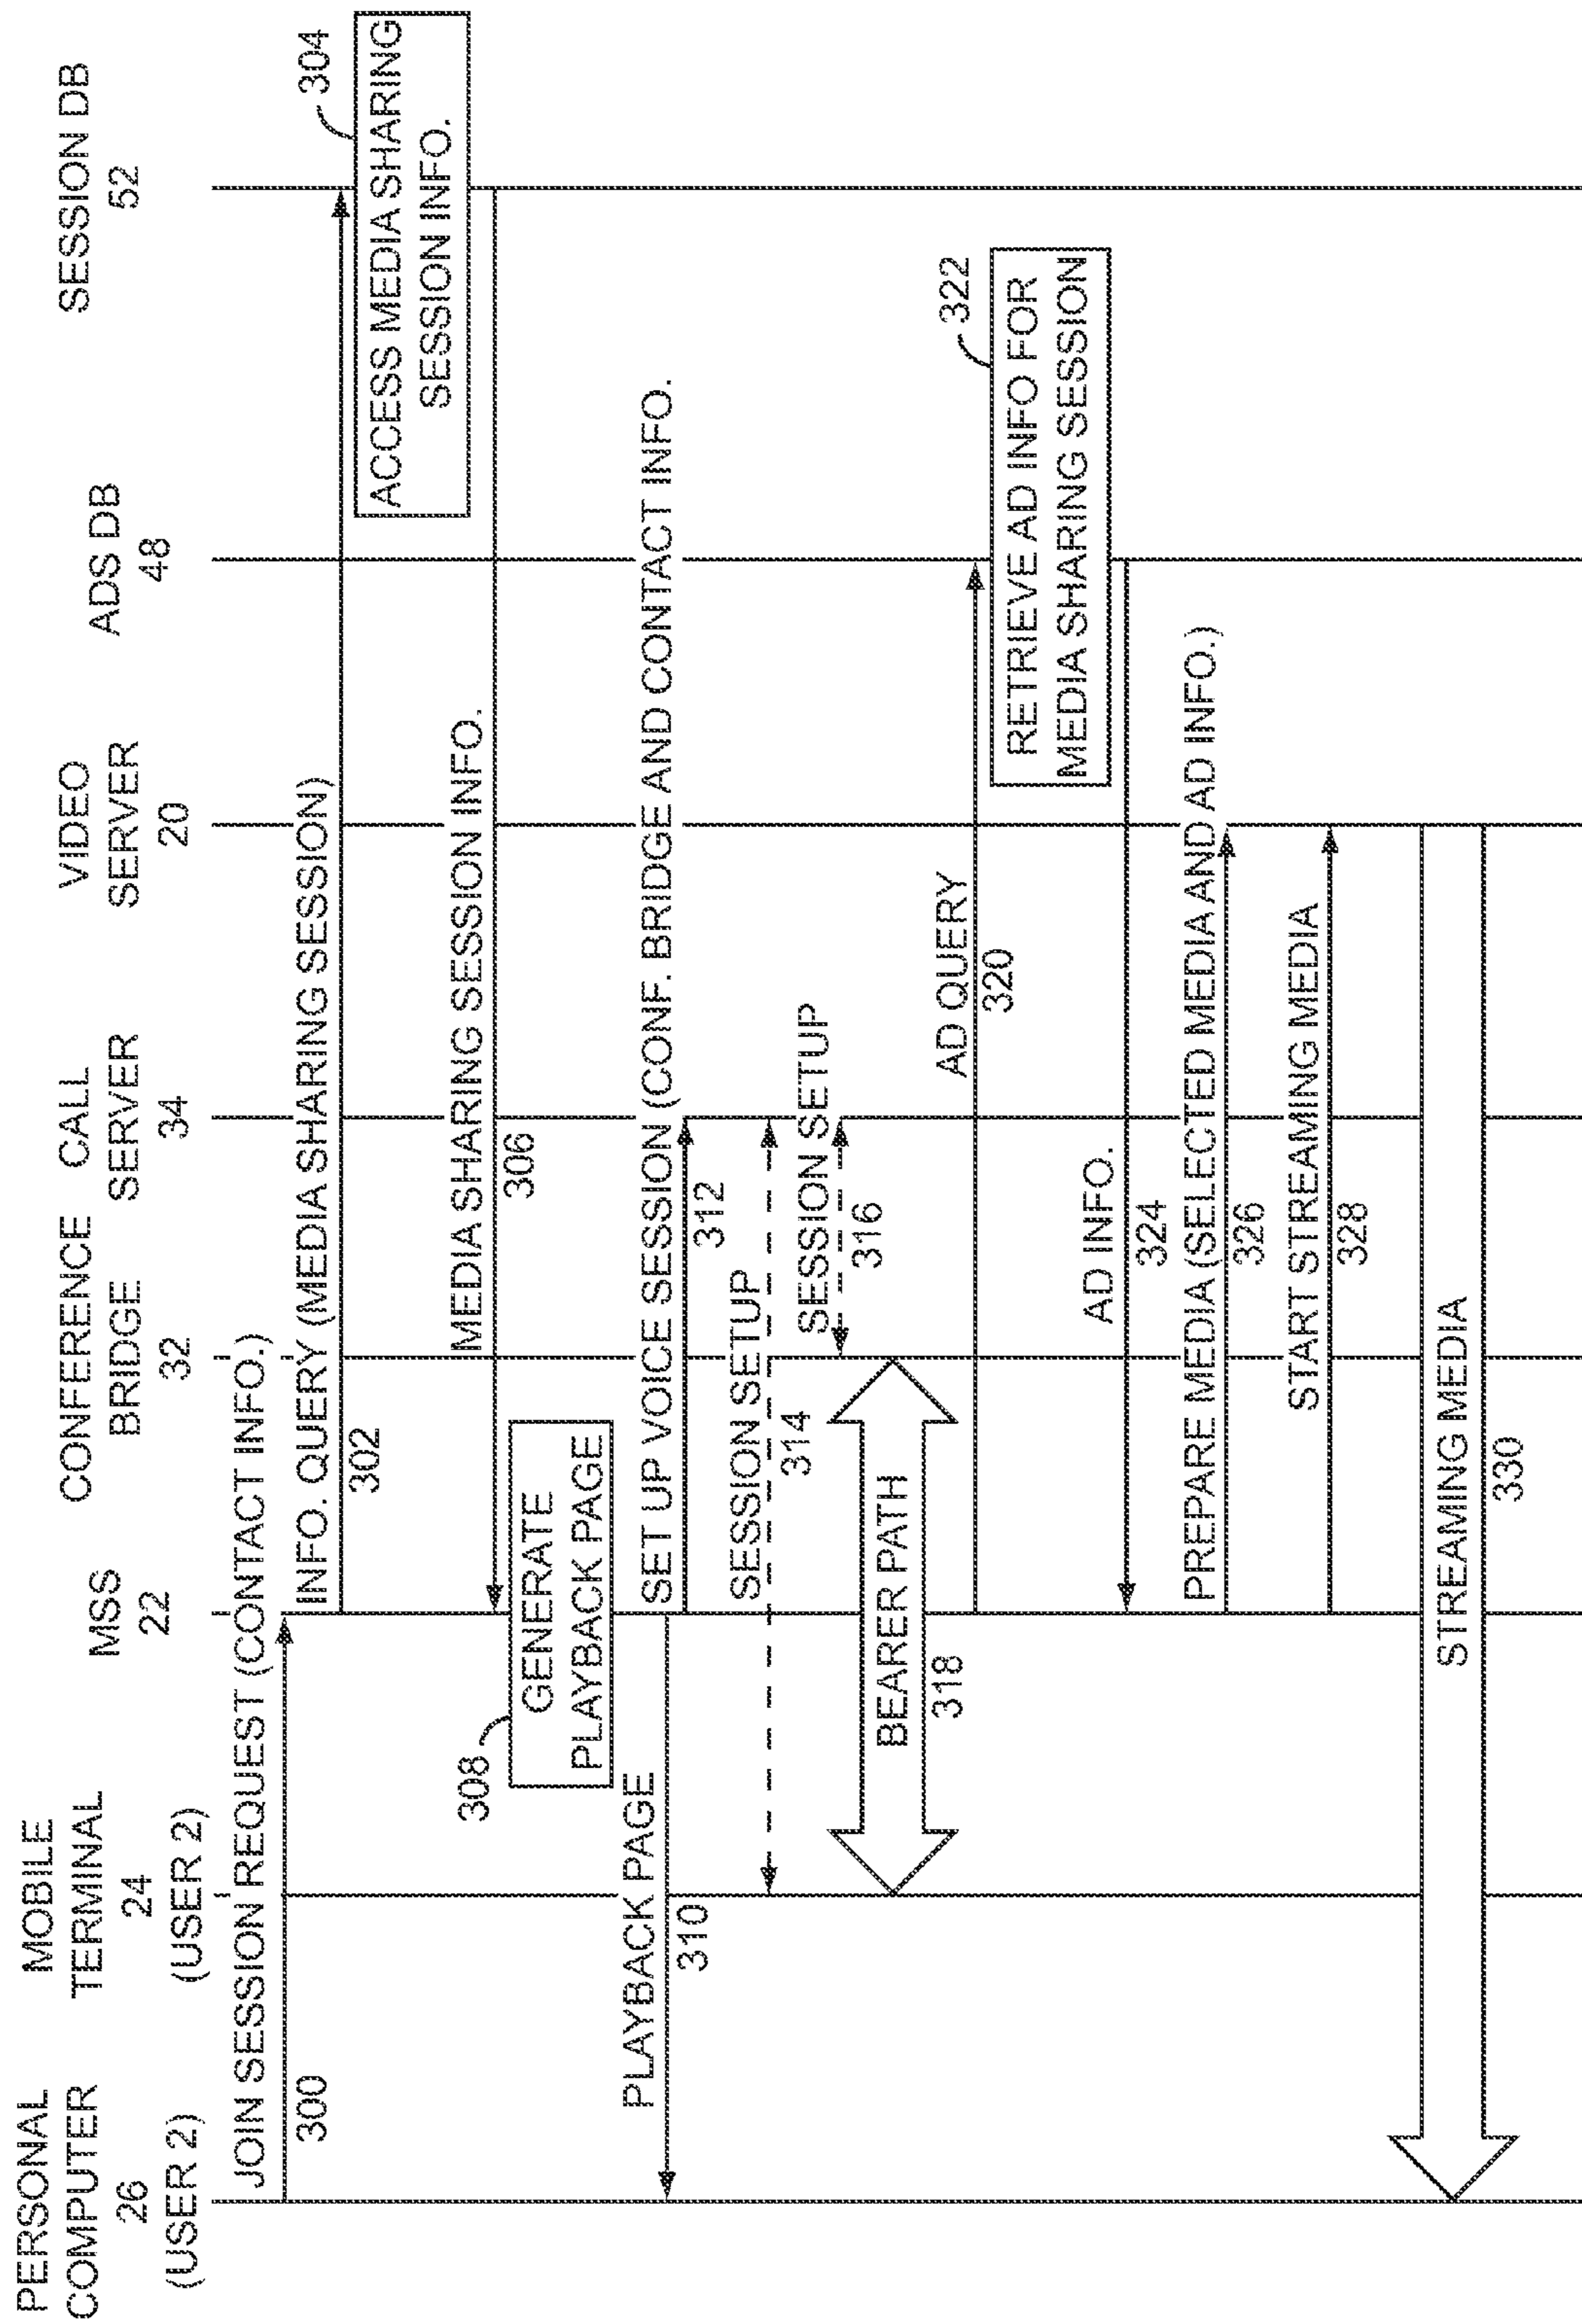 PERSONAL
COMPUTER
26
(USER 2)
MOBILE
TERMINAL
24
(USER 2)
MSS
22
CONFERENCE
BRIDGE
32
CALL
SERVER
34
VIDEO
SERVER
20
ADS DB
48
SESSION DB
52
JOIN SESSION REQUEST (CONTACT INFO.)
300
INFO. QUERY (MEDIA SHARING SESSION)
302
304
ACCESS MEDIA SHARING
SESSION INFO.
MEDIA SHARING SESSION INFO.
306
308
GENERATE
PLAYBACK PAGE
PLAYBACK PAGE
310
SET UP VOICE SESSION (CONF. BRIDGE AND CONTACT INFO.
312
SESSION SETUP
314
SESSION SETUP
316
BEARER PATH
318
AD QUERY
320
322
RETRIEVE AD INFO FOR
MEDIA SHARING SESSION
AD INFO.
324
PREPARE MEDIA (SELECTED MEDIA AND AD INFO.)
326
START STREAMING MEDIA
328
STREAMING MEDIA
330